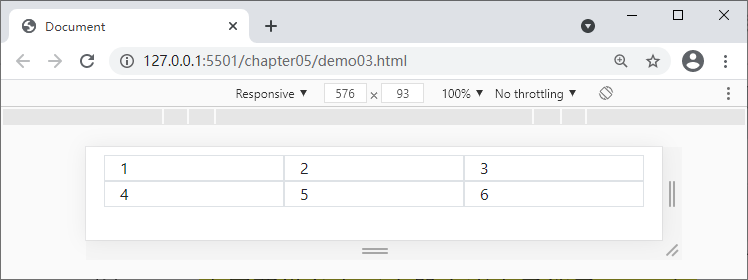 Document
127.0.0.1:5501/chapter05/demo03.html
Responsive ▼ 576 × 93 100% ▼ No throttling ▼
1 2 3
4 5 6